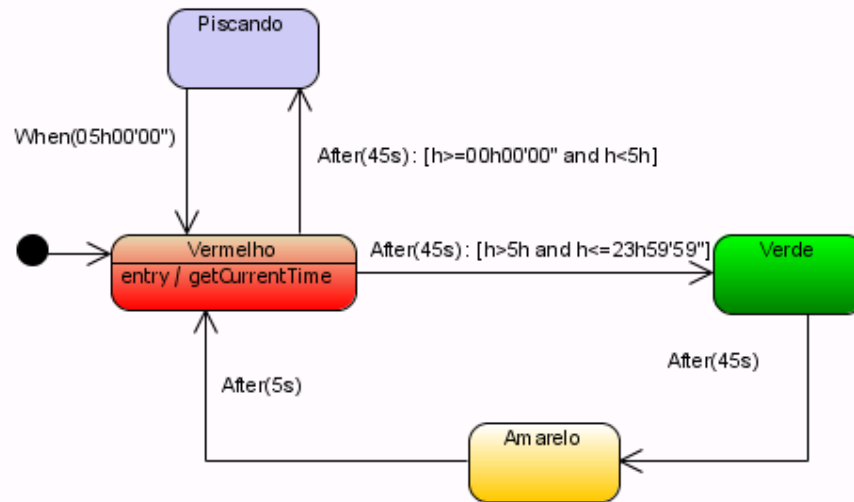 Piscando
When(05h00'00")
After(45s) : [h>=00h00'00" and h<5h]
Vermelho
entry / getCurrentTime
After(45s) : [h>5h and h<=23h59'59"]
Verde
After(45s)
After(5s)
Amarelo